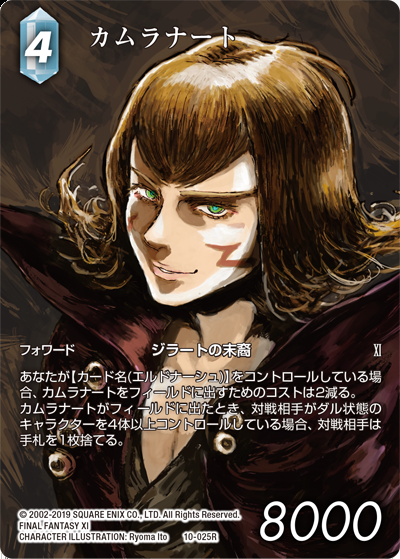 4
カムラナート
フォワード ジラートの末裔 XI
あなたが【カード名(エルドナーシュ)】をコントロールしている場
合、カムラナートをフィールドに出すためのコストは2減る。
カムラナートがフィールドに出たとき、対戦相手がダル状態の
キャラクターを4体以上コントロールしている場合、対戦相手は
手札を1枚捨てる。
© 2002-2019 SQUARE ENIX CO., LTD. All Rights Reserved.
FINAL FANTASY XI
CHARACTER ILLUSTRATION: Ryoma Ito 10-025R
8000